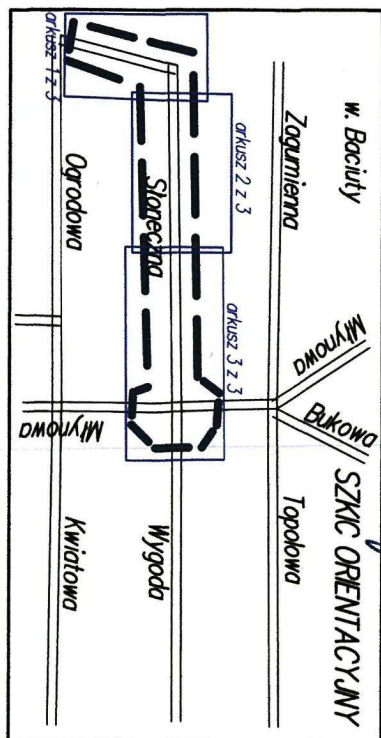 w. Baciuty
SZKIC ORIENTACYJNY
Zagumienna
Młynowa
Bukowa
Topolowa
arkusz 1 z 3
arkusz 2 z 3
arkusz 3 z 3
Słoneczna
Wygoda
Ogrodowa
Młynowa
Kwiatowa